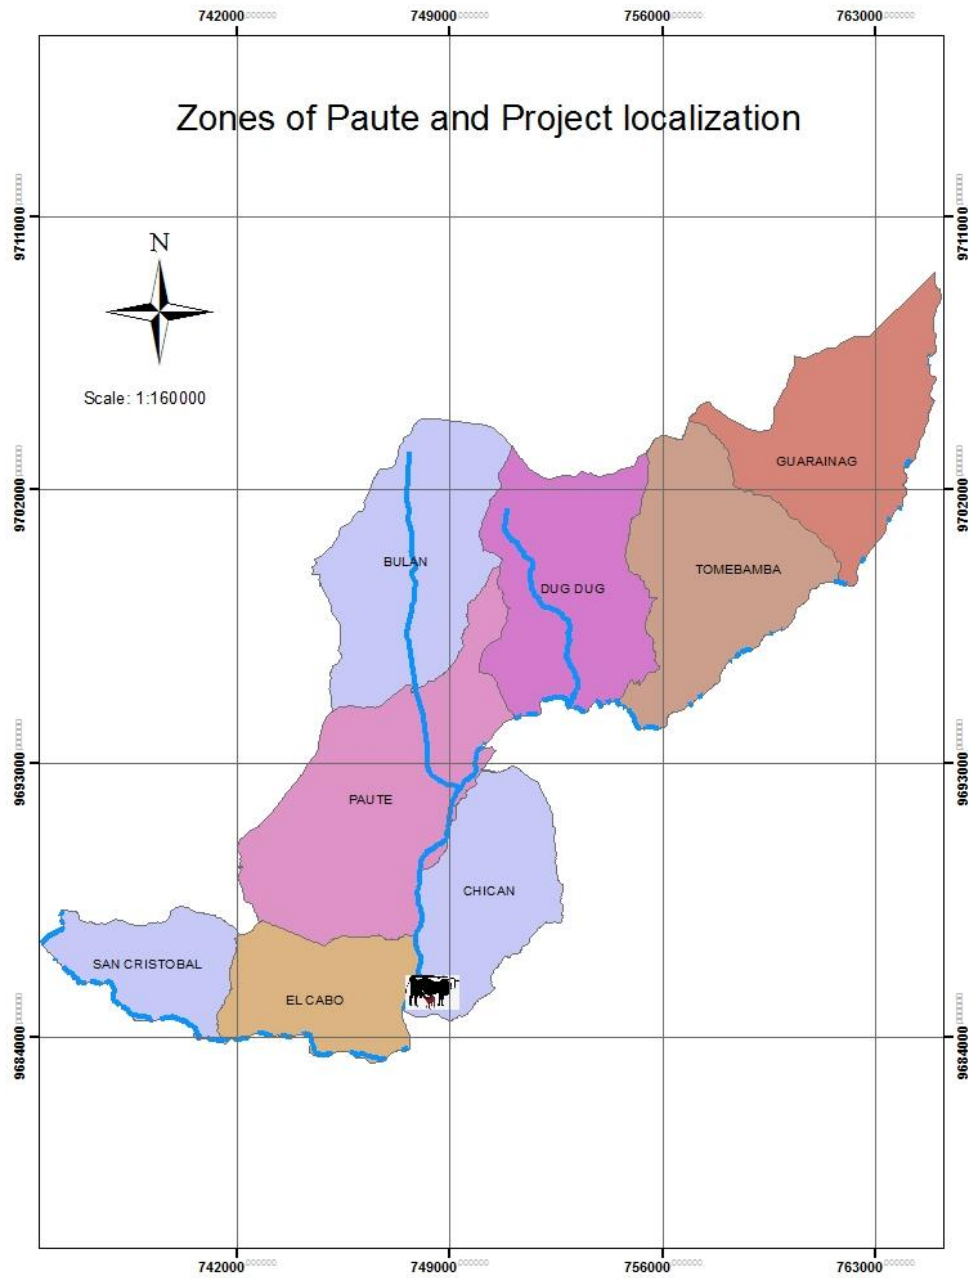 742000 749000 756000 763000
Zones of Paute and Project localization
9711000 9711000
N
Scale: 1:160000
GUARAINAG
9702000 9702000
BULAN
TOMEBAMBA
DUG DUG
9693000 9693000
PAUTE
CHICAN
SAN CRISTOBAL
EL CABO
9684000 9684000
742000 749000 756000 763000